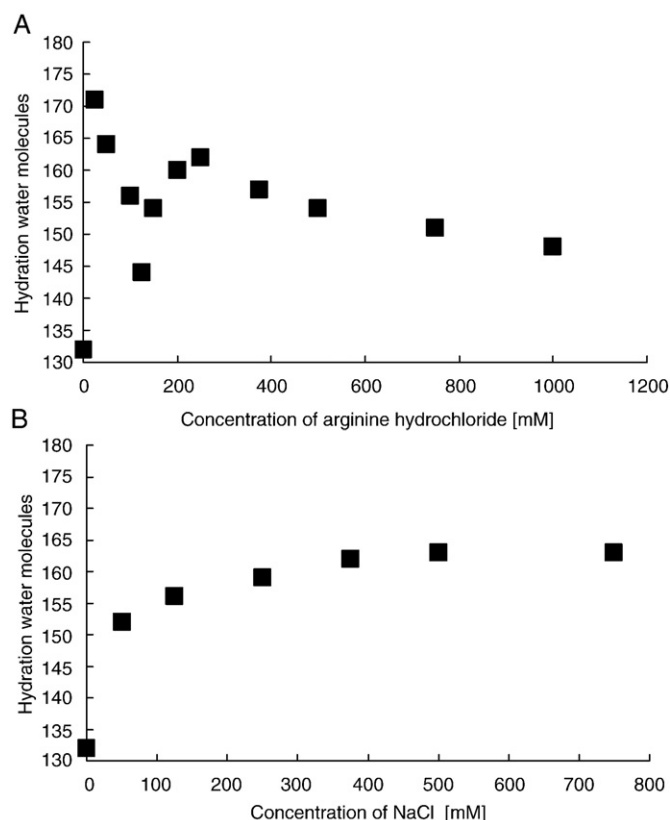 A
Hydration water molecules
180
175
170
165
160
155
150
145
140
135
130
0 200 400 600 800 1000 1200
Concentration of arginine hydrochloride [mM]
B
Hydration water molecules
180
175
170
165
160
155
150
145
140
135
130
0 100 200 300 400 500 600 700 800
Concentration of NaCl [mM]